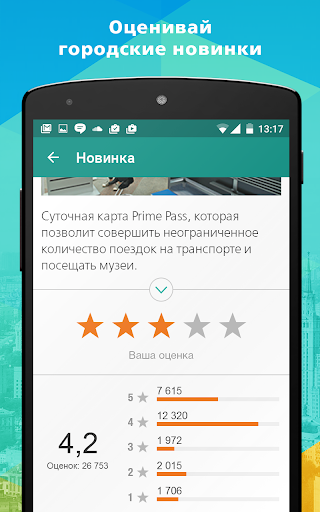 Оценивай
городские новинки
13:17
Новинка
Суточная карта Prime Pass, которая
позволит совершить неограниченное
количество поездок на транспорте и
посещать музеи.
Ваша оценка
4,2
Оценок: 26 753
5 7 615
4 12 320
3 1 972
2 2 015
1 1 706